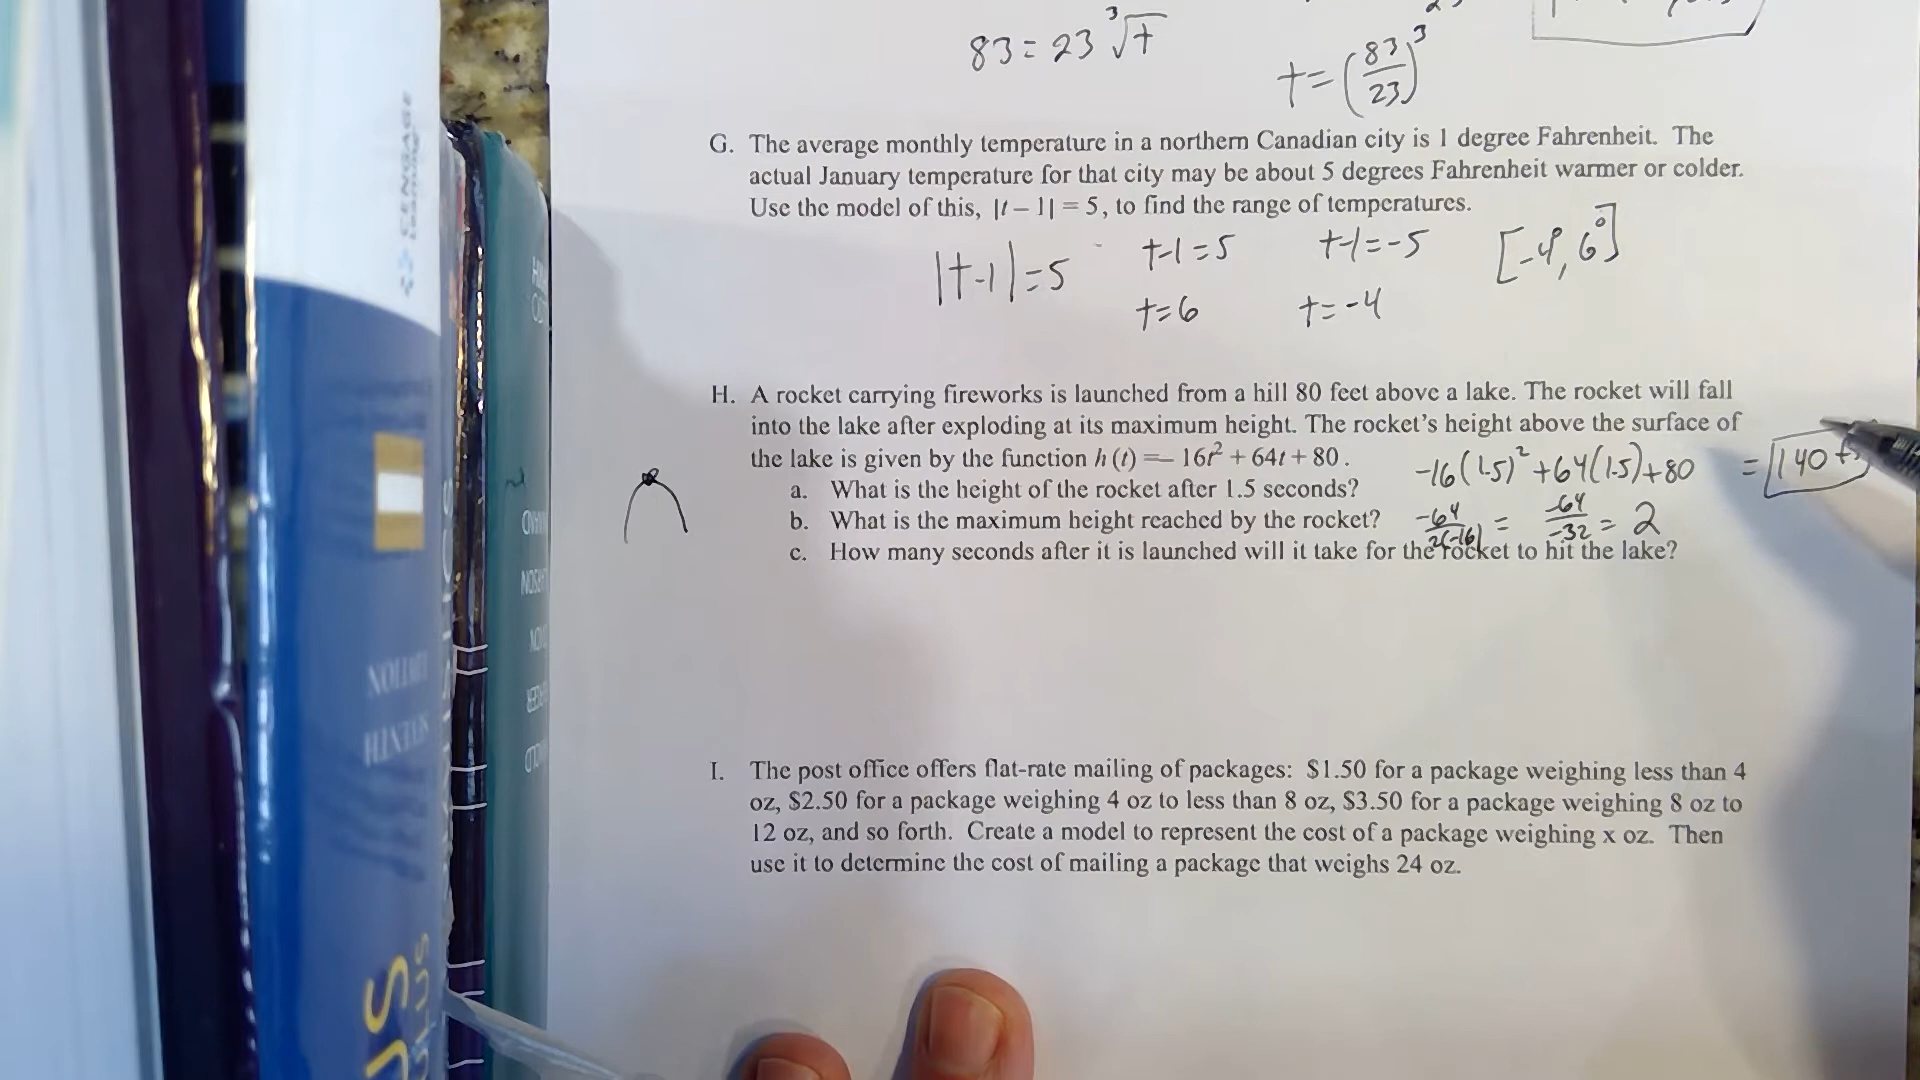 83 = 23 ∛t
t = (83/23)³
G. The average monthly temperature in a northern Canadian city is 1 degree Fahrenheit. The
actual January temperature for that city may be about 5 degrees Fahrenheit warmer or colder.
Use the model of this, |t – 1| = 5, to find the range of temperatures.
|t-1| = 5
t-1 = 5
t-1 = -5
[-4, 6°]
t = 6
t = -4
H. A rocket carrying fireworks is launched from a hill 80 feet above a lake. The rocket will fall
into the lake after exploding at its maximum height. The rocket's height above the surface of
the lake is given by the function h (t) = – 16t² + 64t + 80.
-16(1.5)² + 64(1.5) + 80 = 140
a. What is the height of the rocket after 1.5 seconds?
b. What is the maximum height reached by the rocket?
-64/2(-16) = -64/-32 = 2
c. How many seconds after it is launched will it take for the rocket to hit the lake?
I. The post office offers flat-rate mailing of packages: $1.50 for a package weighing less than 4
oz, $2.50 for a package weighing 4 oz to less than 8 oz, $3.50 for a package weighing 8 oz to
12 oz, and so forth. Create a model to represent the cost of a package weighing x oz. Then
use it to determine the cost of mailing a package that weighs 24 oz.
CENGAGE
Learning